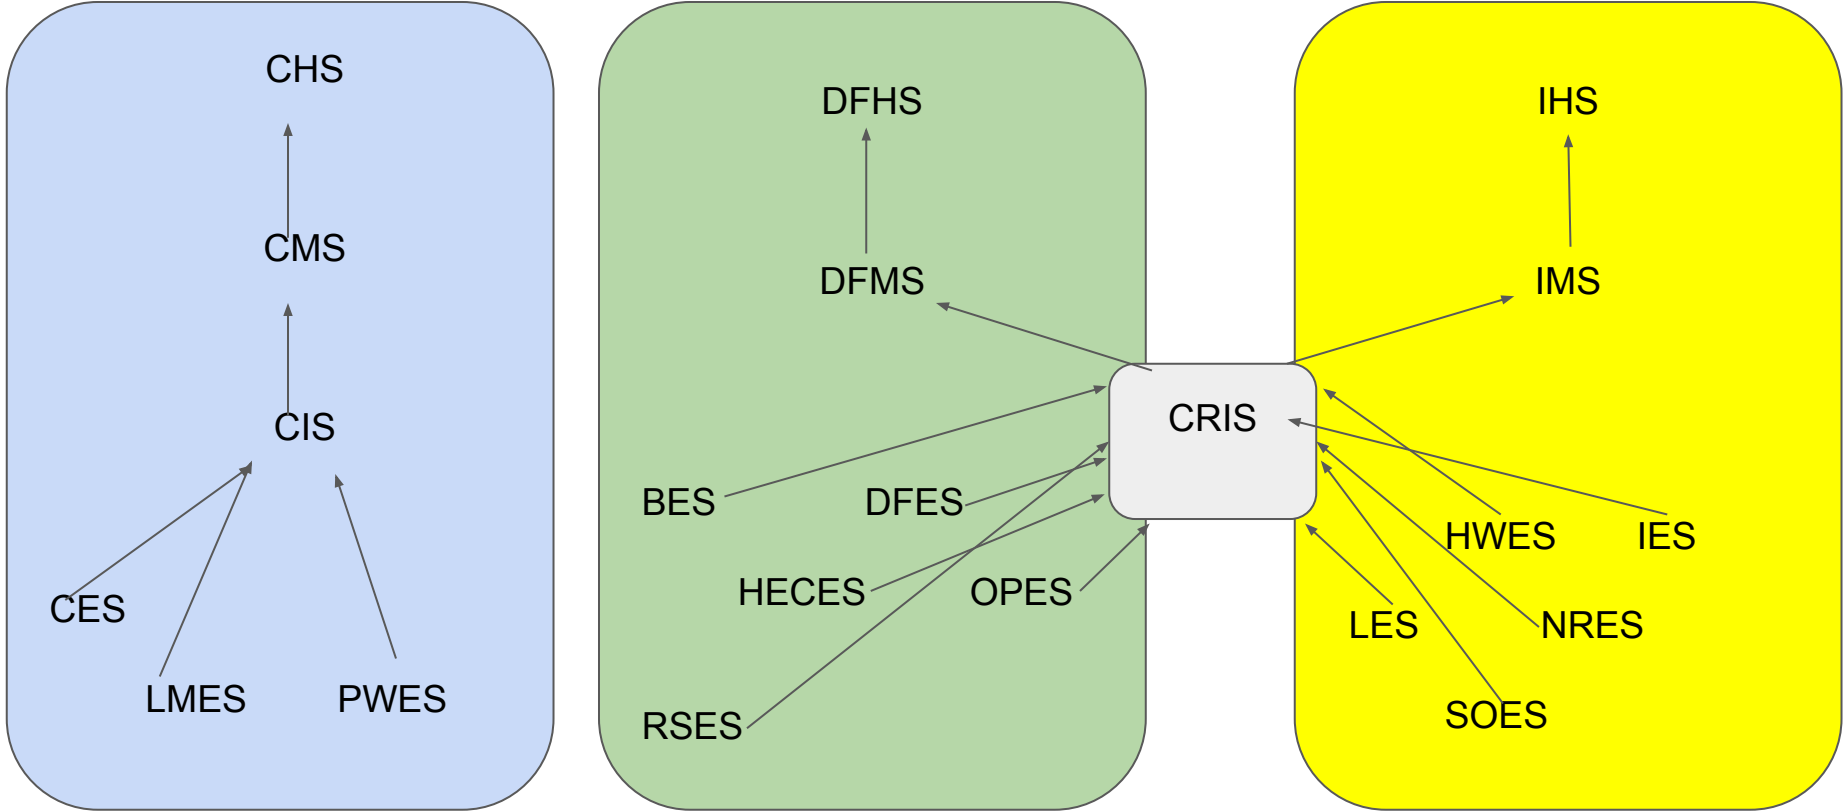 CHS
CMS
CIS
CES
LMES
PWES
DFHS
DFMS
BES
DFES
HECES
OPES
RSES
CRIS
IHS
IMS
HWES
IES
LES
NRES
SOES